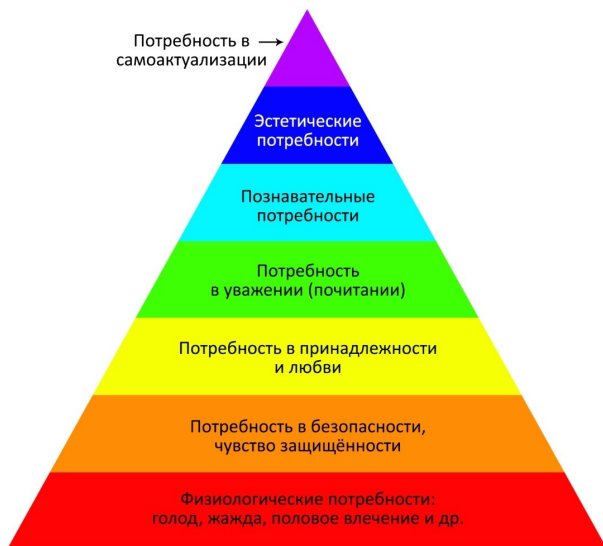 Потребность в →
самоактуализации
Эстетические
потребности
Познавательные
потребности
Потребность
в уважении (почитании)
Потребность в принадлежности
и любви
Потребность в безопасности,
чувство защищённости
Физиологические потребности:
голод, жажда, половое влечение и др.